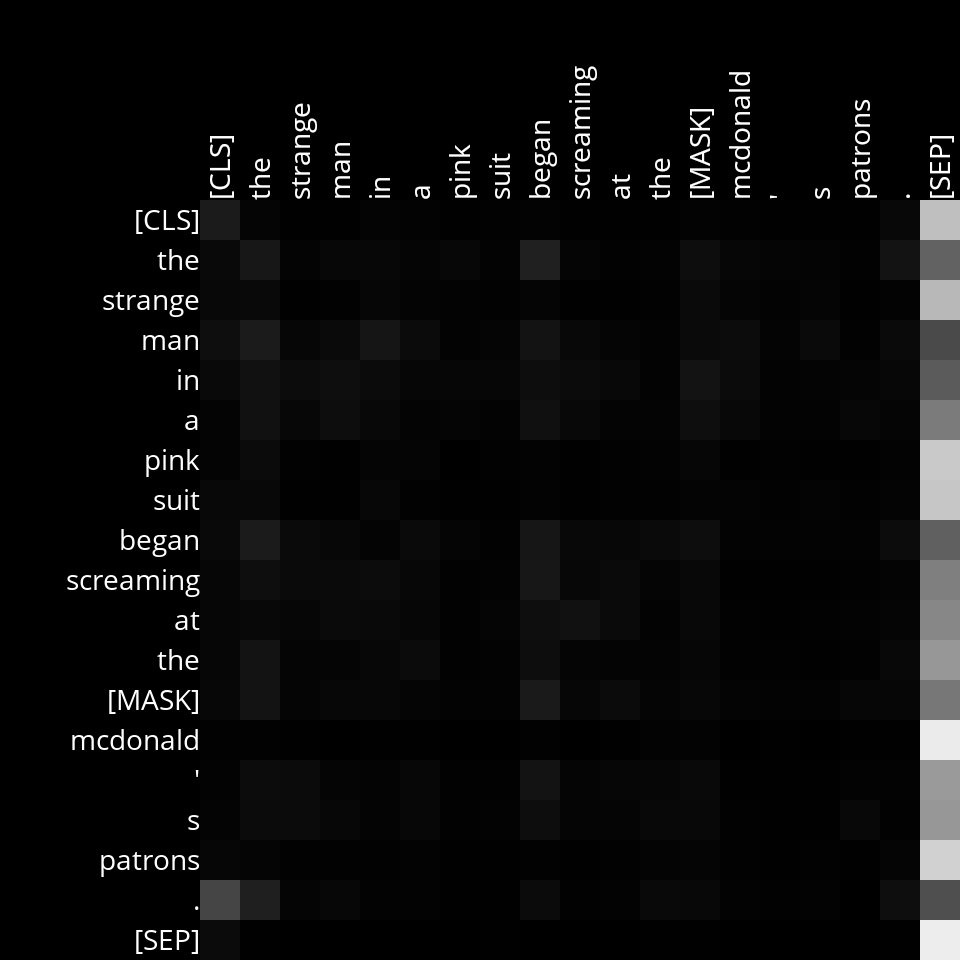 [CLS] the strange man in a pink suit began screaming at the [MASK] mcdonald ' s patrons . [SEP]
[CLS]
the
strange
man
in
a
pink
suit
began
screaming
at
the
[MASK]
mcdonald
'
s
patrons
.
[SEP]